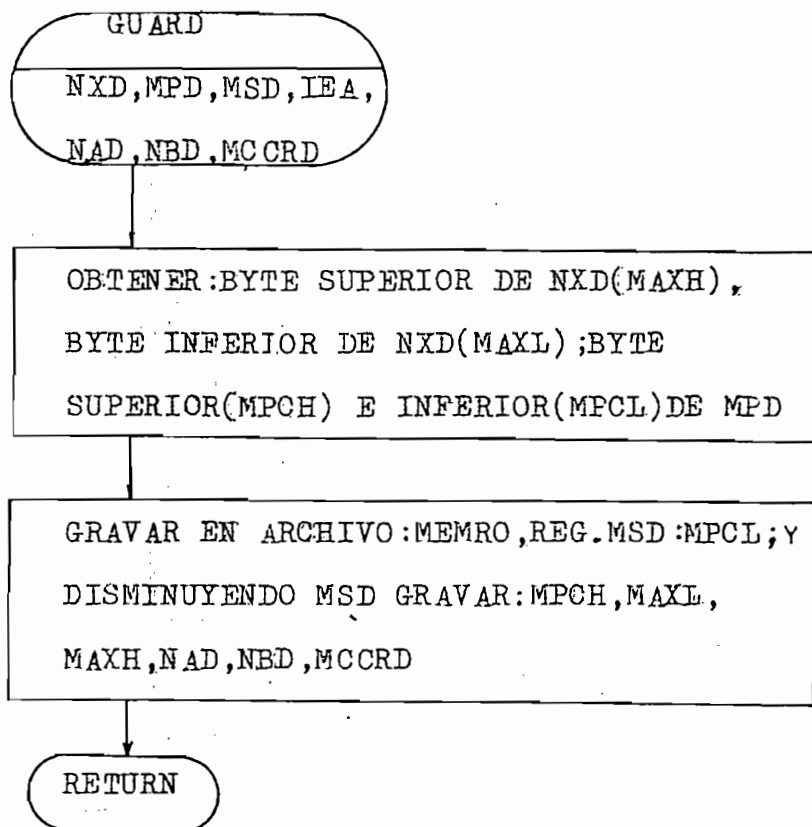 GUARD
NXD,MPD,MSD,IEA,
NAD,NBD,MCCRD
OBTENER:BYTE SUPERIOR DE NXD(MAXH),
BYTE INFERIOR DE NXD(MAXL);BYTE
SUPERIOR(MPCH) E INFERIOR(MPCL)DE MPD
GRAVAR EN ARCHIVO:MEMRO,REG.MSD:MPCL;Y
DISMINUYENDO MSD GRAVAR:MPCH,MAXL,
MAXH,NAD,NBD,MCCRD
RETURN